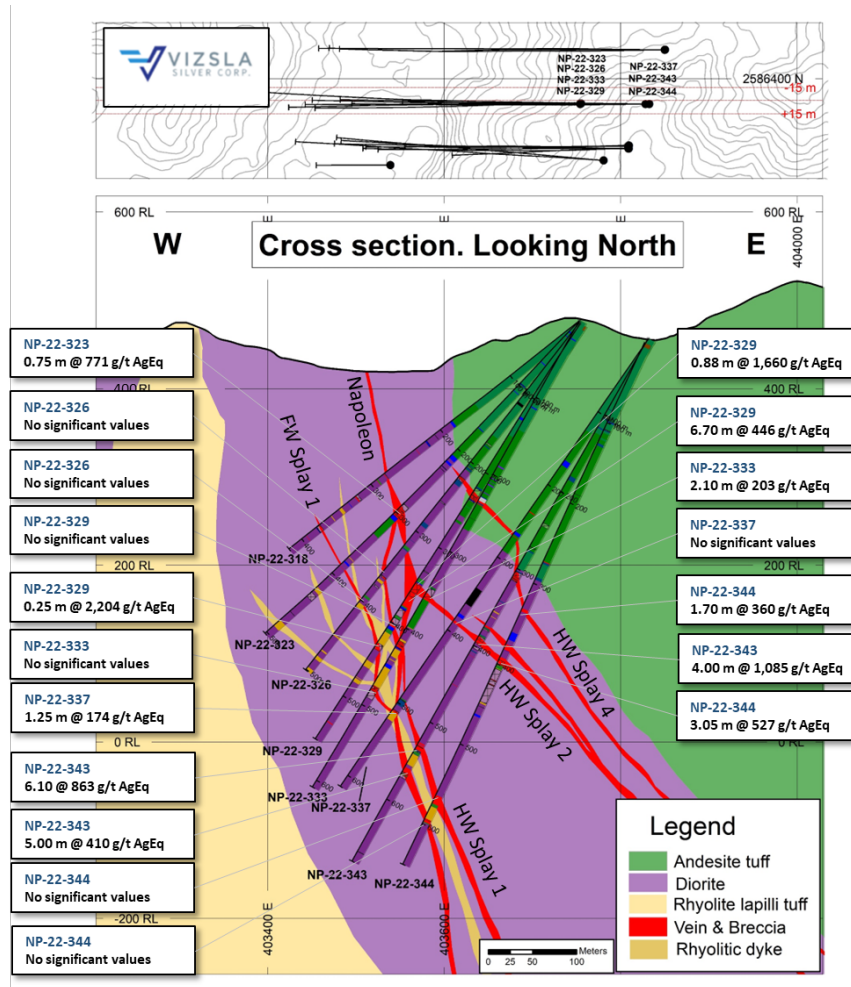 VIZSLA
SILVER CORP.
NP-22-323
NP-22-326
NP-22-333
NP-22-329
NP-22-337
NP-22-343
NP-22-344
2586400 N
-15 m
+15 m
600 RL
E
E
600 RL
W
Cross section. Looking North
E
404000 E
NP-22-323
0.75 m @ 771 g/t AgEq
NP-22-326
No significant values
NP-22-326
No significant values
NP-22-329
No significant values
NP-22-329
0.25 m @ 2,204 g/t AgEq
NP-22-333
No significant values
NP-22-337
1.25 m @ 174 g/t AgEq
NP-22-343
6.10 @ 863 g/t AgEq
NP-22-343
5.00 m @ 410 g/t AgEq
NP-22-344
No significant values
NP-22-344
No significant values
NP-22-329
0.88 m @ 1,660 g/t AgEq
NP-22-329
6.70 m @ 446 g/t AgEq
NP-22-333
2.10 m @ 203 g/t AgEq
NP-22-337
No significant values
NP-22-344
1.70 m @ 360 g/t AgEq
NP-22-343
4.00 m @ 1,085 g/t AgEq
NP-22-344
3.05 m @ 527 g/t AgEq
400 RL
400 RL
Napoleon
FW Splay 1
200 RL
200 RL
NP-22-318
NP-22-323
NP-22-326
NP-22-329
NP-22-333
NP-22-337
NP-22-343
NP-22-344
HW Splay 4
HW Splay 2
HW Splay 1
0 RL
0 RL
-200 RL
403400 E
403600 E
Meters
0 25 50 100
Legend
Andesite tuff
Diorite
Rhyolite lapilli tuff
Vein & Breccia
Rhyolitic dyke